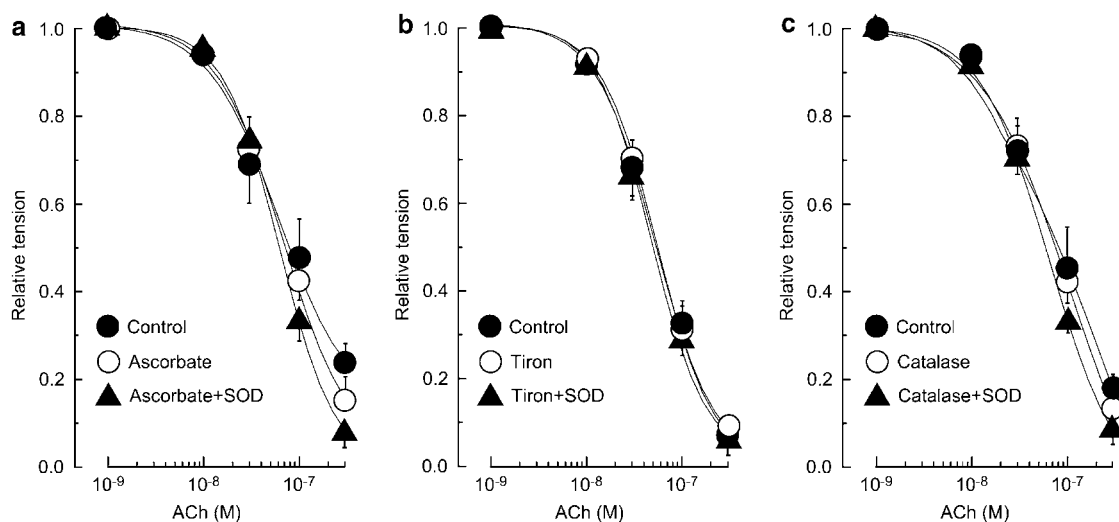 a
Relative tension
1.0
0.8
0.6
0.4
0.2
0.0
Control
Ascorbate
Ascorbate+SOD
10-9
10-8
10-7
ACh (M)
b
Relative tension
1.0
0.8
0.6
0.4
0.2
0.0
Control
Tiron
Tiron+SOD
10-9
10-8
10-7
ACh (M)
c
Relative tension
1.0
0.8
0.6
0.4
0.2
0.0
Control
Catalase
Catalase+SOD
10-9
10-8
10-7
ACh (M)